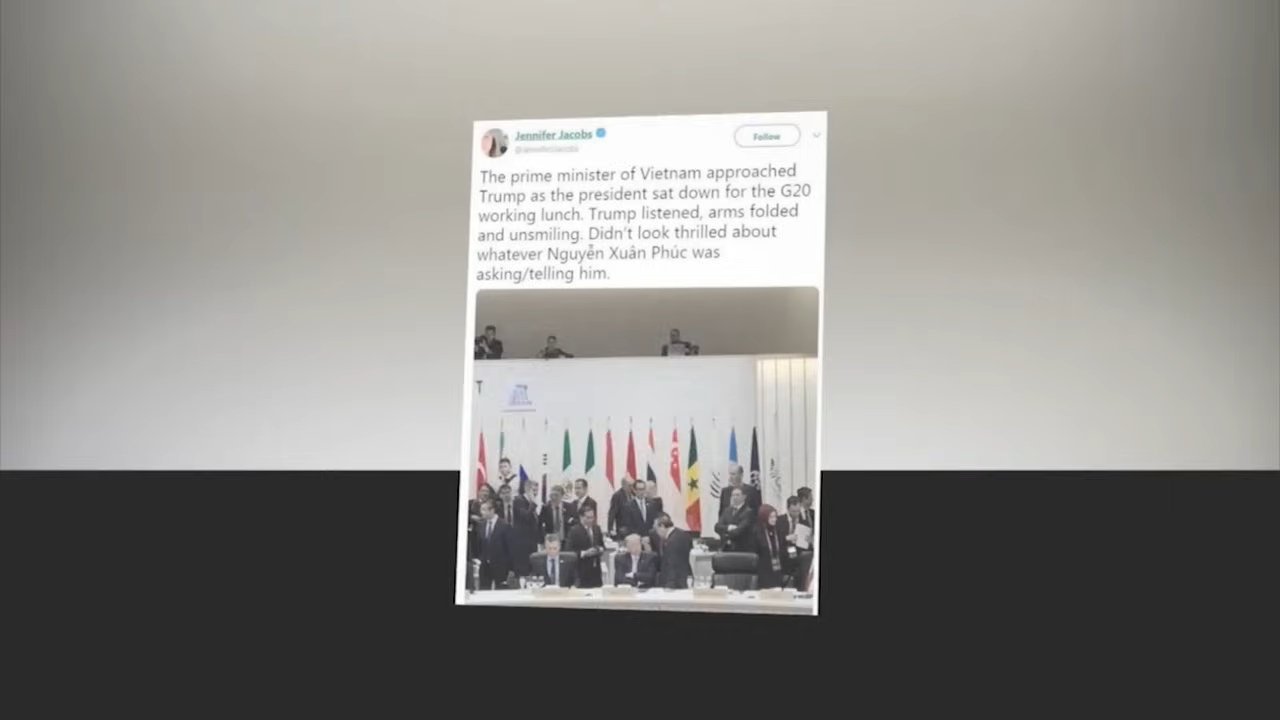 Jennifer Jacobs
Follow
The prime minister of Vietnam approached
Trump as the president sat down for the G20
working lunch. Trump listened, arms folded
and unsmiling. Didn't look thrilled about
whatever Nguyễn Xuân Phúc was
asking/telling him.
T